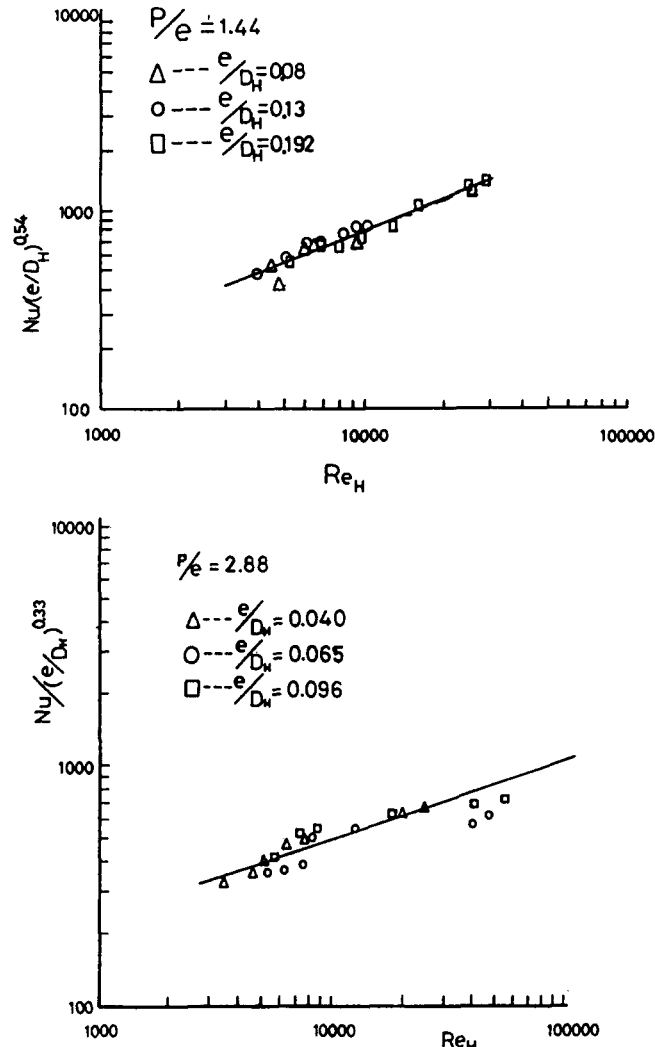 10000
P/e ≐ 1.44
△ --- e/D_H = 0.08
○ --- e/D_H = 0.13
□ --- e/D_H = 0.192
1000
Nu/(e/D_H)^0.54
100
1000 10000 100000
Re_H
10000
P/e = 2.88
△ --- e/D_H = 0.040
○ --- e/D_H = 0.065
□ --- e/D_H = 0.096
Nu/(e/D_H)^0.33
1000
100
1000 10000 Re_H 100000